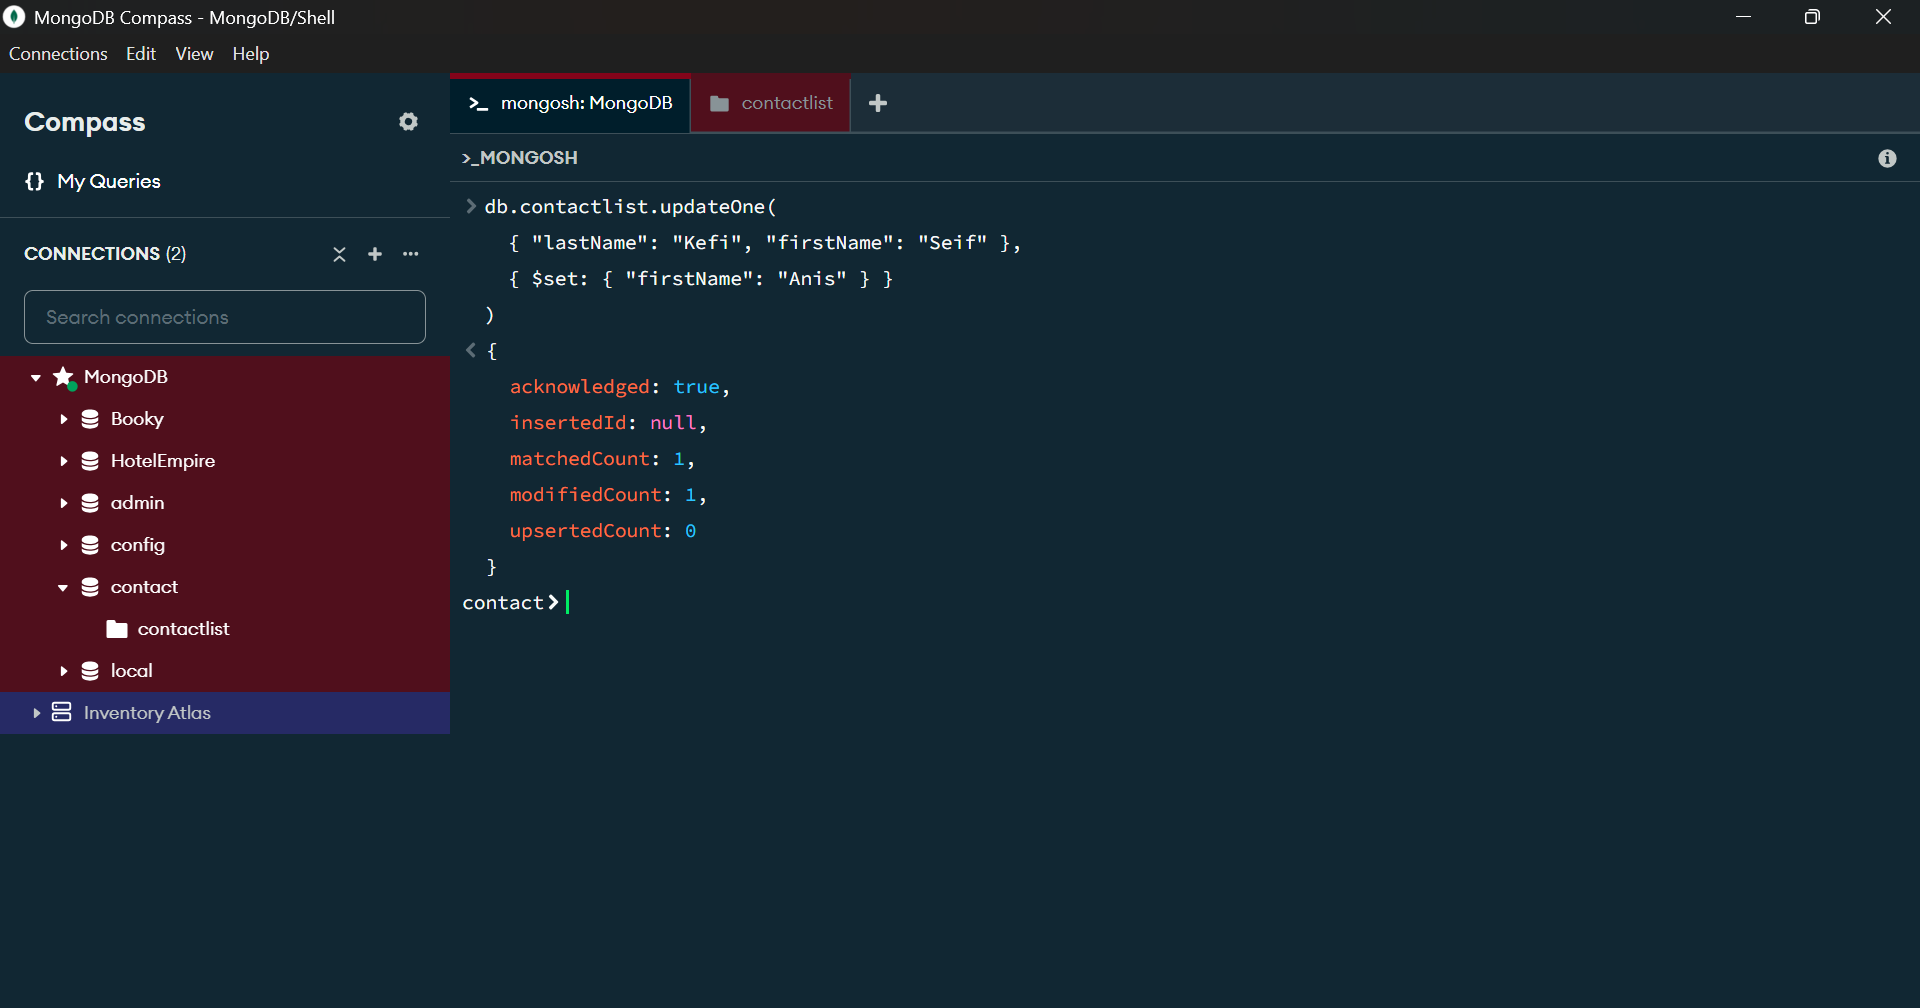 MongoDB Compass - MongoDB/Shell
Connections Edit View Help
Compass
{} My Queries
CONNECTIONS (2)
Search connections
MongoDB
Booky
HotelEmpire
admin
config
contact
contactlist
local
Inventory Atlas
>_ mongosh: MongoDB
contactlist
>_MONGOSH
> db.contactlist.updateOne(
{ "lastName": "Kefi", "firstName": "Seif" },
{ $set: { "firstName": "Anis" } }
)
< {
acknowledged: true,
insertedId: null,
matchedCount: 1,
modifiedCount: 1,
upsertedCount: 0
}
contact>